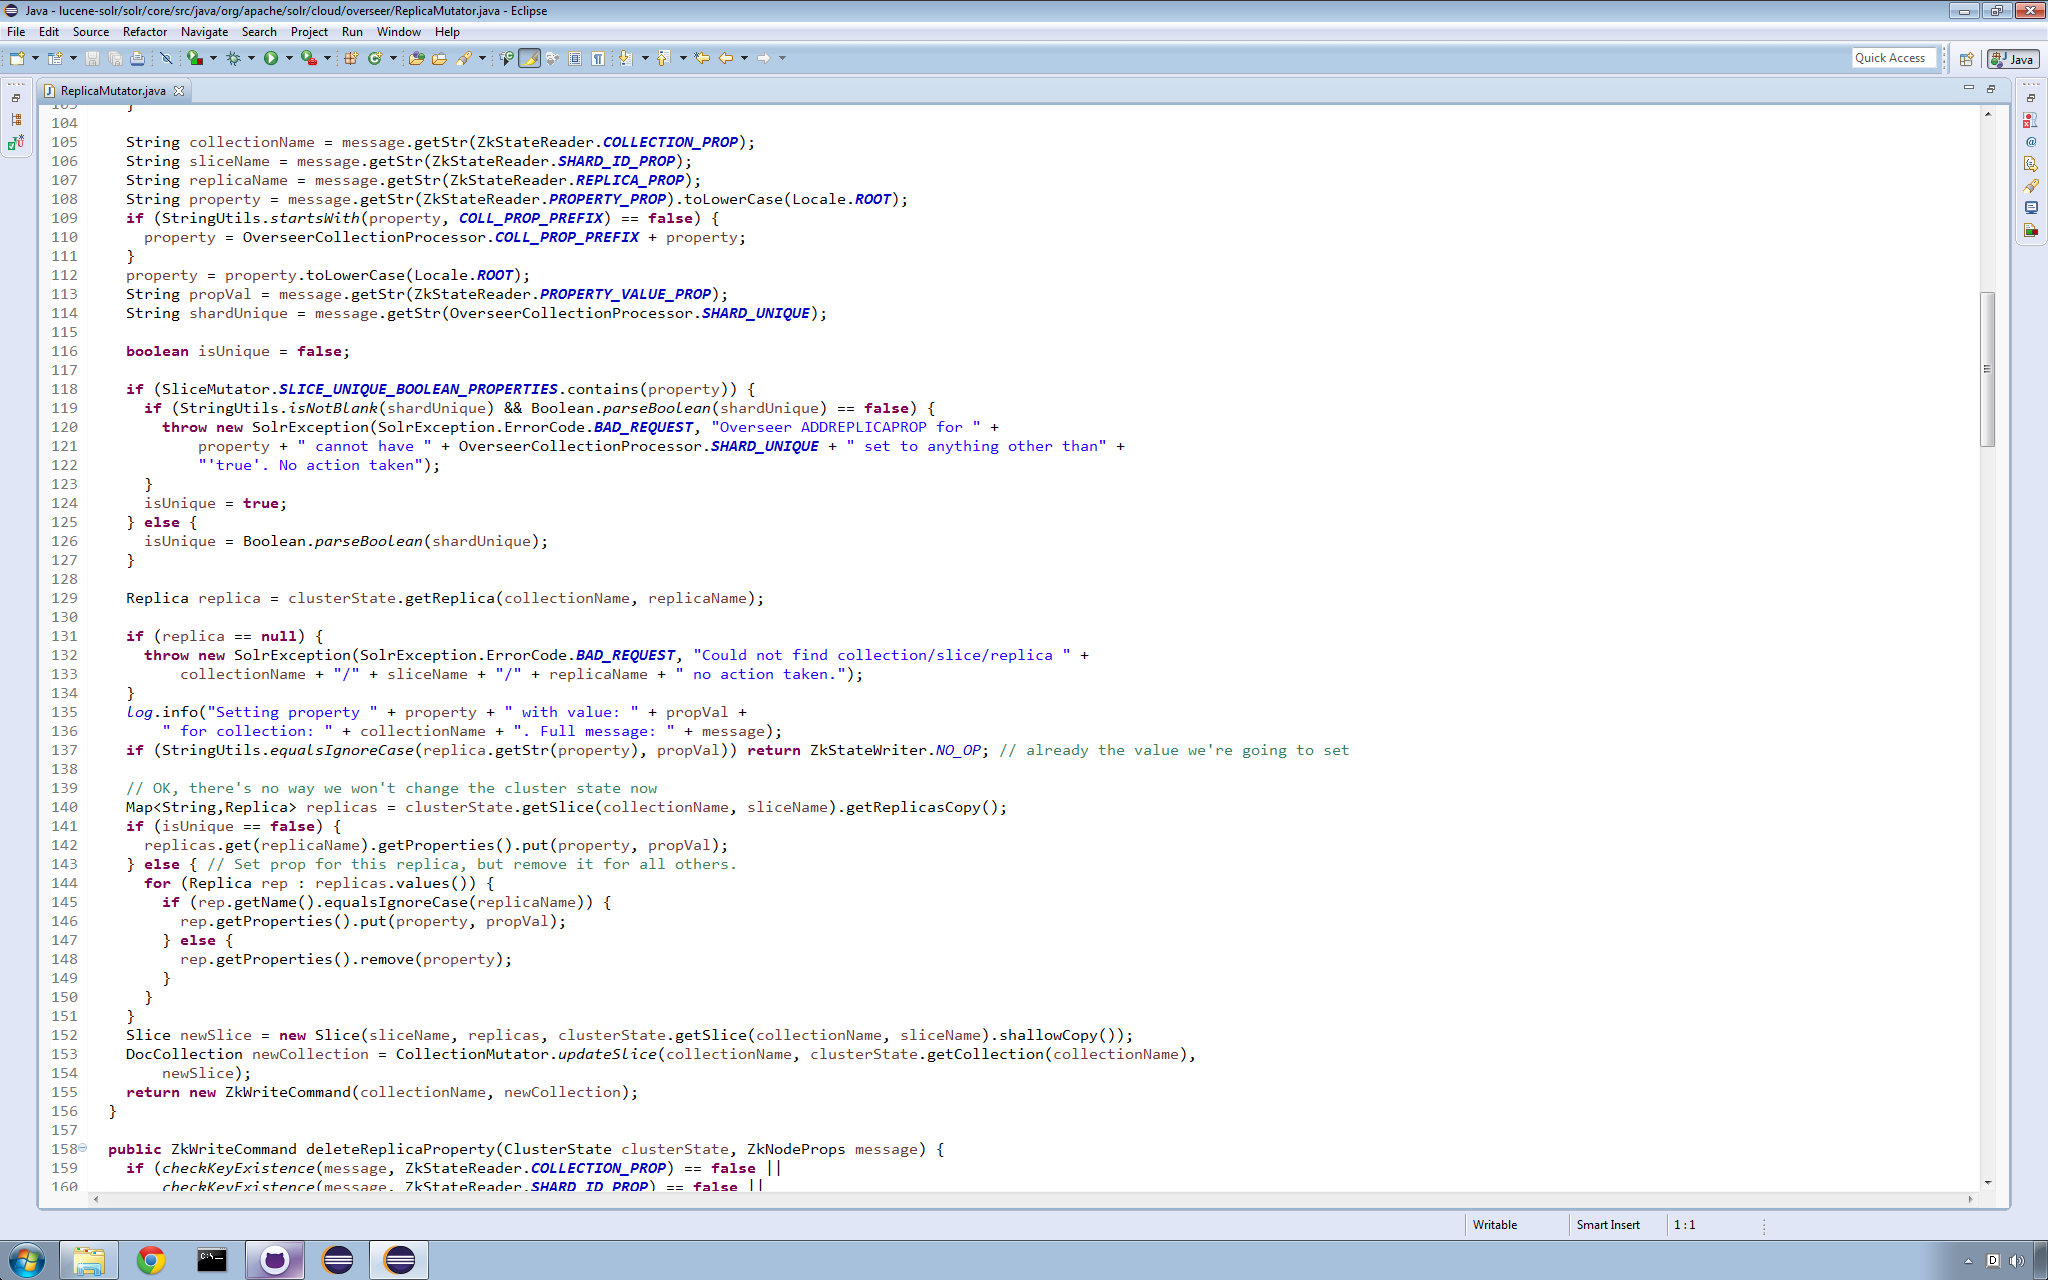 Java - lucene-solr/solr/core/src/java/org/apache/solr/cloud/overseer/ReplicaMutator.java - Eclipse
File Edit Source Refactor Navigate Search Project Run Window Help
Quick Access Java
ReplicaMutator.java
103 }
104
105 String collectionName = message.getStr(ZkStateReader.COLLECTION_PROP);
106 String sliceName = message.getStr(ZkStateReader.SHARD_ID_PROP);
107 String replicaName = message.getStr(ZkStateReader.REPLICA_PROP);
108 String property = message.getStr(ZkStateReader.PROPERTY_PROP).toLowerCase(Locale.ROOT);
109 if (StringUtils.startsWith(property, COLL_PROP_PREFIX) == false) {
110 property = OverseerCollectionProcessor.COLL_PROP_PREFIX + property;
111 }
112 property = property.toLowerCase(Locale.ROOT);
113 String propVal = message.getStr(ZkStateReader.PROPERTY_VALUE_PROP);
114 String shardUnique = message.getStr(OverseerCollectionProcessor.SHARD_UNIQUE);
115
116 boolean isUnique = false;
117
118 if (SliceMutator.SLICE_UNIQUE_BOOLEAN_PROPERTIES.contains(property)) {
119 if (StringUtils.isNotBlank(shardUnique) && Boolean.parseBoolean(shardUnique) == false) {
120 throw new SolrException(SolrException.ErrorCode.BAD_REQUEST, "Overseer ADDREPLICAPROP for " +
121 property + " cannot have " + OverseerCollectionProcessor.SHARD_UNIQUE + " set to anything other than" +
122 "'true'. No action taken");
123 }
124 isUnique = true;
125 } else {
126 isUnique = Boolean.parseBoolean(shardUnique);
127 }
128
129 Replica replica = clusterState.getReplica(collectionName, replicaName);
130
131 if (replica == null) {
132 throw new SolrException(SolrException.ErrorCode.BAD_REQUEST, "Could not find collection/slice/replica " +
133 collectionName + "/" + sliceName + "/" + replicaName + " no action taken.");
134 }
135 log.info("Setting property " + property + " with value: " + propVal +
136 " for collection: " + collectionName + ". Full message: " + message);
137 if (StringUtils.equalsIgnoreCase(replica.getStr(property), propVal)) return ZkStateWriter.NO_OP; // already the value we're going to set
138
139 // OK, there's no way we won't change the cluster state now
140 Map<String,Replica> replicas = clusterState.getSlice(collectionName, sliceName).getReplicasCopy();
141 if (isUnique == false) {
142 replicas.get(replicaName).getProperties().put(property, propVal);
143 } else { // Set prop for this replica, but remove it for all others.
144 for (Replica rep : replicas.values()) {
145 if (rep.getName().equalsIgnoreCase(replicaName)) {
146 rep.getProperties().put(property, propVal);
147 } else {
148 rep.getProperties().remove(property);
149 }
150 }
151 }
152 Slice newSlice = new Slice(sliceName, replicas, clusterState.getSlice(collectionName, sliceName).shallowCopy());
153 DocCollection newCollection = CollectionMutator.updateSlice(collectionName, clusterState.getCollection(collectionName),
154 newSlice);
155 return new ZkWriteCommand(collectionName, newCollection);
156 }
157
158 public ZkWriteCommand deleteReplicaProperty(ClusterState clusterState, ZkNodeProps message) {
159 if (checkKeyExistence(message, ZkStateReader.COLLECTION_PROP) == false ||
160 checkKeyExistence(message, ZkStateReader.SHARD_ID_PROP) == false ||
Writable Smart Insert 1 : 1